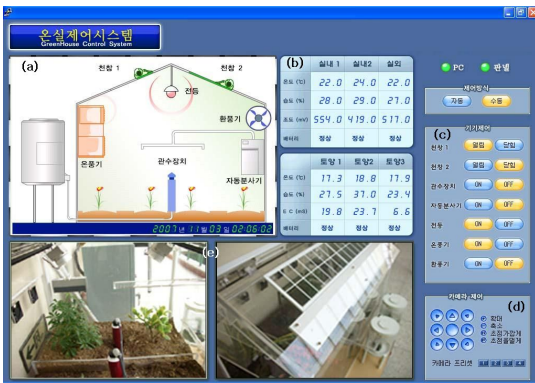 온실제어시스템
GreenHouse Control System
(a)
천창 1
천창 2
전등
환풍기
온풍기
관수장치
자동분사기
2007 년 11 월 03 일 02:06:02
(b)
실내 1 실내2 실외
온도 (℃) 22.0 24.0 22.0
습도 (%) 28.0 29.0 27.0
조도 (mV) 554.0 419.0 517.0
배터리 정상 정상 정상
토양 1 토양2 토양3
온도 (℃) 17.3 18.8 17.9
습도 (%) 27.5 37.0 23.4
E C (mS) 19.8 23.7 6.6
배터리 정상 정상 정상
PC 판넬
제어방식
자동 수동
(c)
기기제어
천창 1 열림 닫힘
천창 2 열림 닫힘
관수장치 ON OFF
자동분사기 ON OFF
전등 ON OFF
온풍기 ON OFF
환풍기 ON OFF
(d)
카메라 제어
확대
축소
초점가깝게
초점멀게
카메라 프리셋
(e)